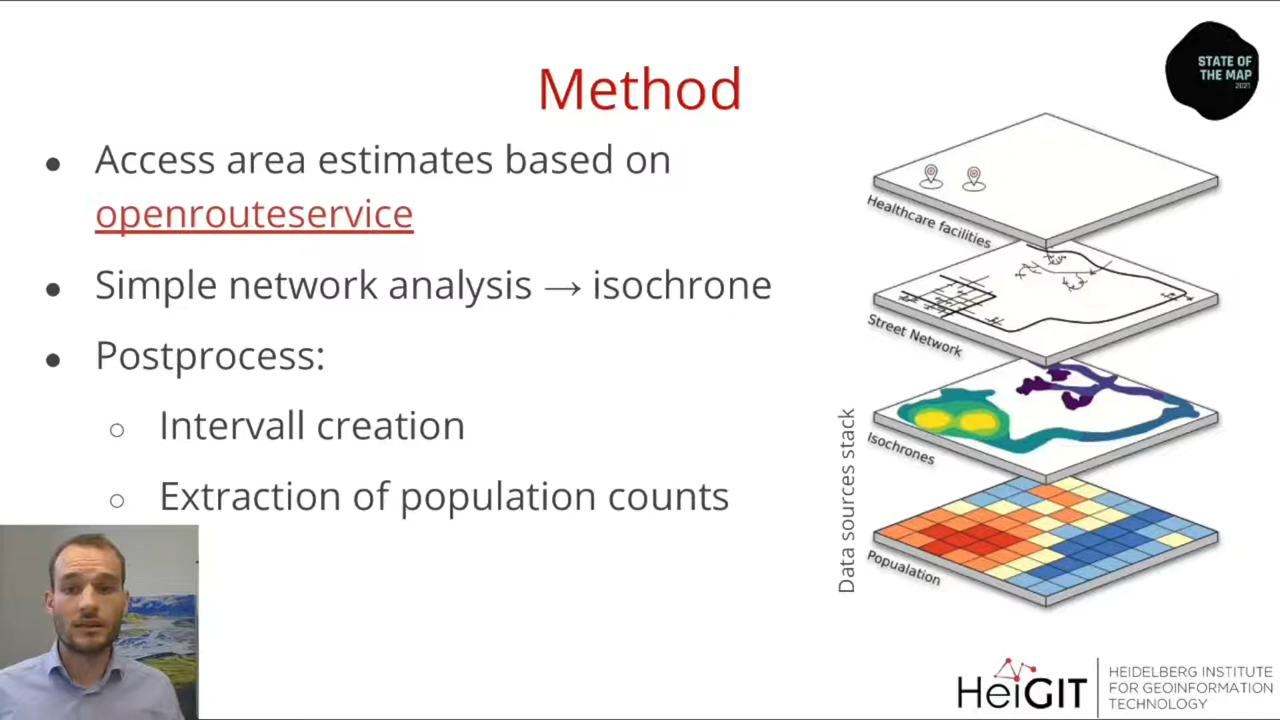 Method
STATE OF
THE MAP
2021
● Access area estimates based on
openrouteservice
● Simple network analysis → isochrone
● Postprocess:
○ Intervall creation
○ Extraction of population counts
Healthcare facilities
Street Network
Isochrones
Popualation
Data sources stack
HeiGIT
HEIDELBERG INSTITUTE
FOR GEOINFORMATION
TECHNOLOGY